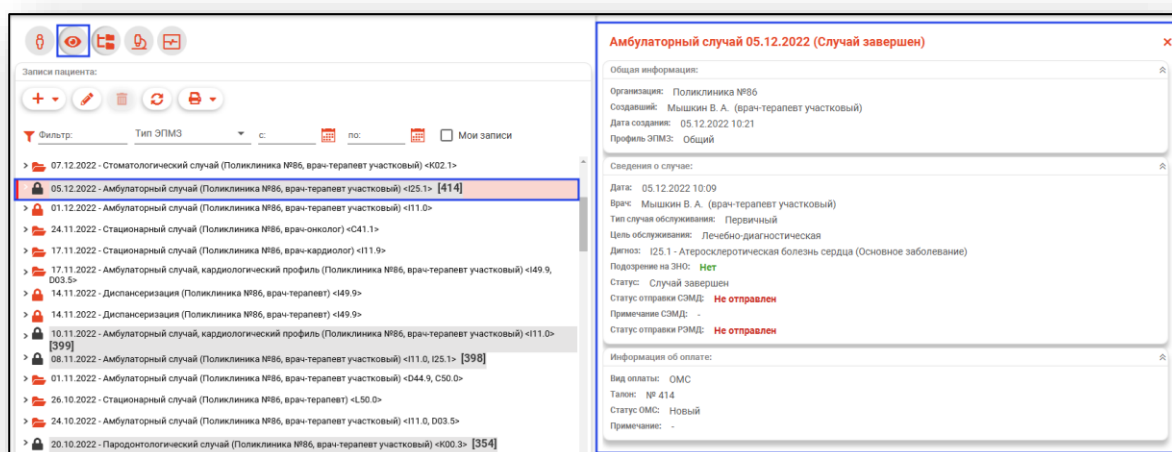 Записи пациента:
Фильтр: Тип ЭПМЗ с: по: Мои записи
07.12.2022 - Стоматологический случай (Поликлиника №86, врач-терапевт участковый) <K02.1>
05.12.2022 - Амбулаторный случай (Поликлиника №86, врач-терапевт участковый) <I25.1> [414]
01.12.2022 - Амбулаторный случай (Поликлиника №86, врач-терапевт участковый) <I11.0>
24.11.2022 - Стационарный случай (Поликлиника №86, врач-онколог) <C41.1>
17.11.2022 - Стационарный случай (Поликлиника №86, врач-кардиолог) <I11.9>
17.11.2022 - Амбулаторный случай, кардиологический профиль (Поликлиника №86, врач-терапевт участковый) <I49.9,
D03.5>
14.11.2022 - Диспансеризация (Поликлиника №86, врач-терапевт) <I49.9>
14.11.2022 - Диспансеризация (Поликлиника №86, врач-терапевт участковый) <I49.9>
10.11.2022 - Амбулаторный случай, кардиологический профиль (Поликлиника №86, врач-терапевт участковый) <I11.0>
[399]
08.11.2022 - Амбулаторный случай (Поликлиника №86, врач-терапевт участковый) <I11.0, I25.1> [398]
01.11.2022 - Амбулаторный случай (Поликлиника №86, врач-терапевт участковый) <D44.9, C50.0>
26.10.2022 - Стационарный случай (Поликлиника №86, врач-терапевт) <L50.0>
24.10.2022 - Амбулаторный случай (Поликлиника №86, врач-терапевт участковый) <I11.0, D03.5>
20.10.2022 - Пародонтологический случай (Поликлиника №86, врач-терапевт участковый) <K00.3> [354]
Амбулаторный случай 05.12.2022 (Случай завершен)
Общая информация:
Организация: Поликлиника №86
Создавший: Мышкин В. А. (врач-терапевт участковый)
Дата создания: 05.12.2022 10:21
Профиль ЭПМЗ: Общий
Сведения о случае:
Дата: 05.12.2022 10:09
Врач: Мышкин В. А. (врач-терапевт участковый)
Тип случая обслуживания: Первичный
Цель обслуживания: Лечебно-диагностическая
Дигноз: I25.1 - Атеросклеротическая болезнь сердца (Основное заболевание)
Подозрение на ЗНО: Нет
Статус: Случай завершен
Статус отправки СЭМД: Не отправлен
Примечание СЭМД: -
Статус отправки РЭМД: Не отправлен
Информация об оплате:
Вид оплаты: ОМС
Талон: № 414
Статус ОМС: Новый
Примечание: -